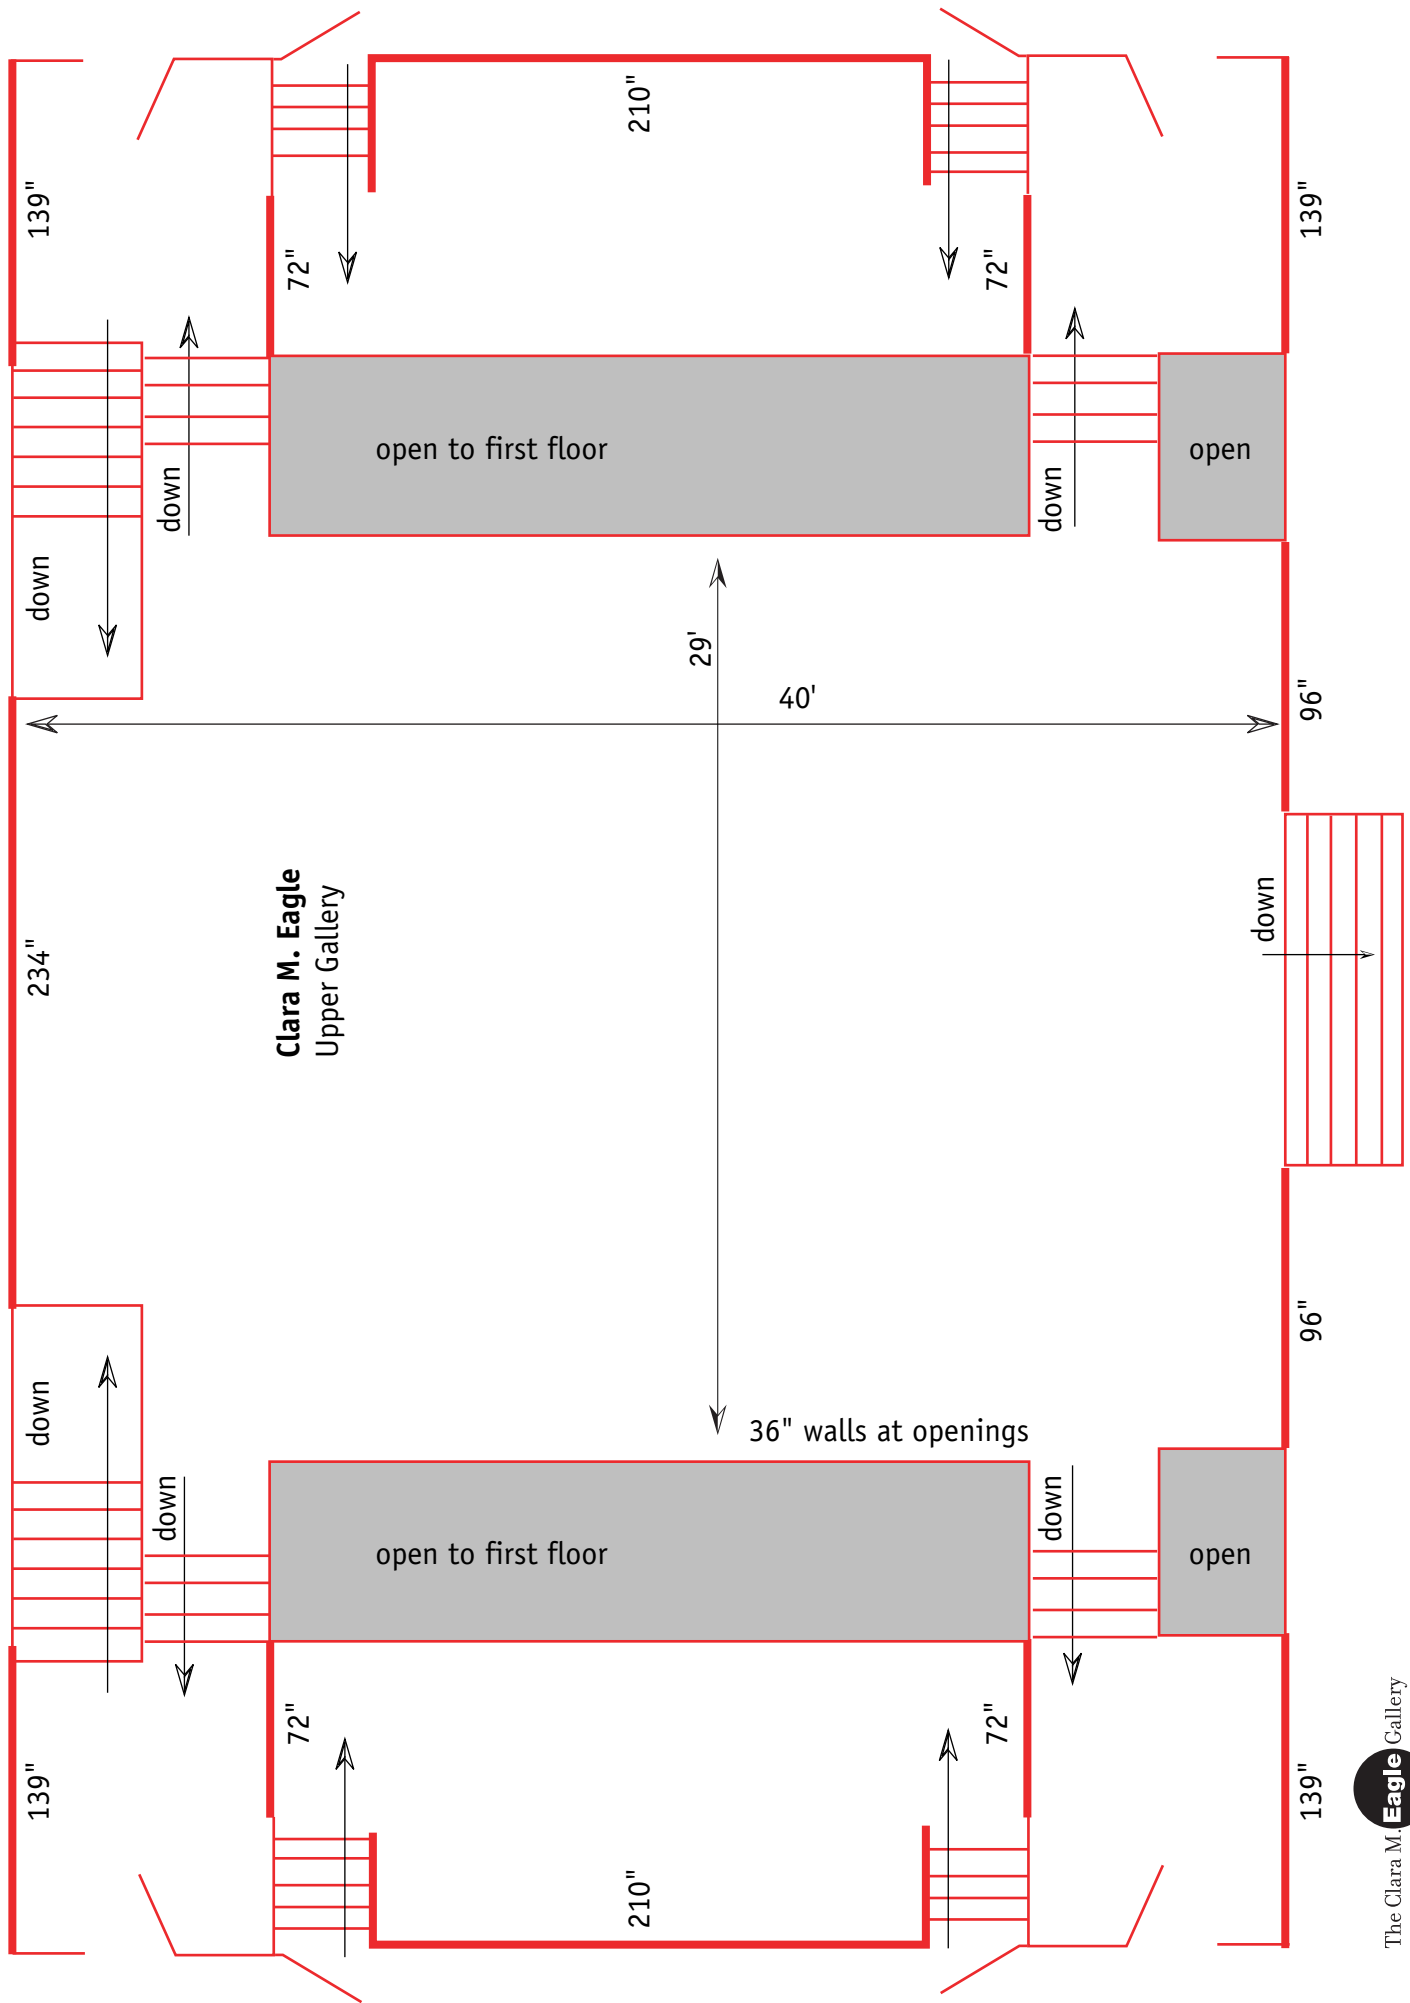 210"
139"
139"
72"
72"
open to first floor
open
down
down
down
29'
40'
96"
Clara M. Eagle
Upper Gallery
234"
down
96"
down
36" walls at openings
down
down
open to first floor
open
72"
72"
139"
139"
210"
The Clara M. Eagle Gallery